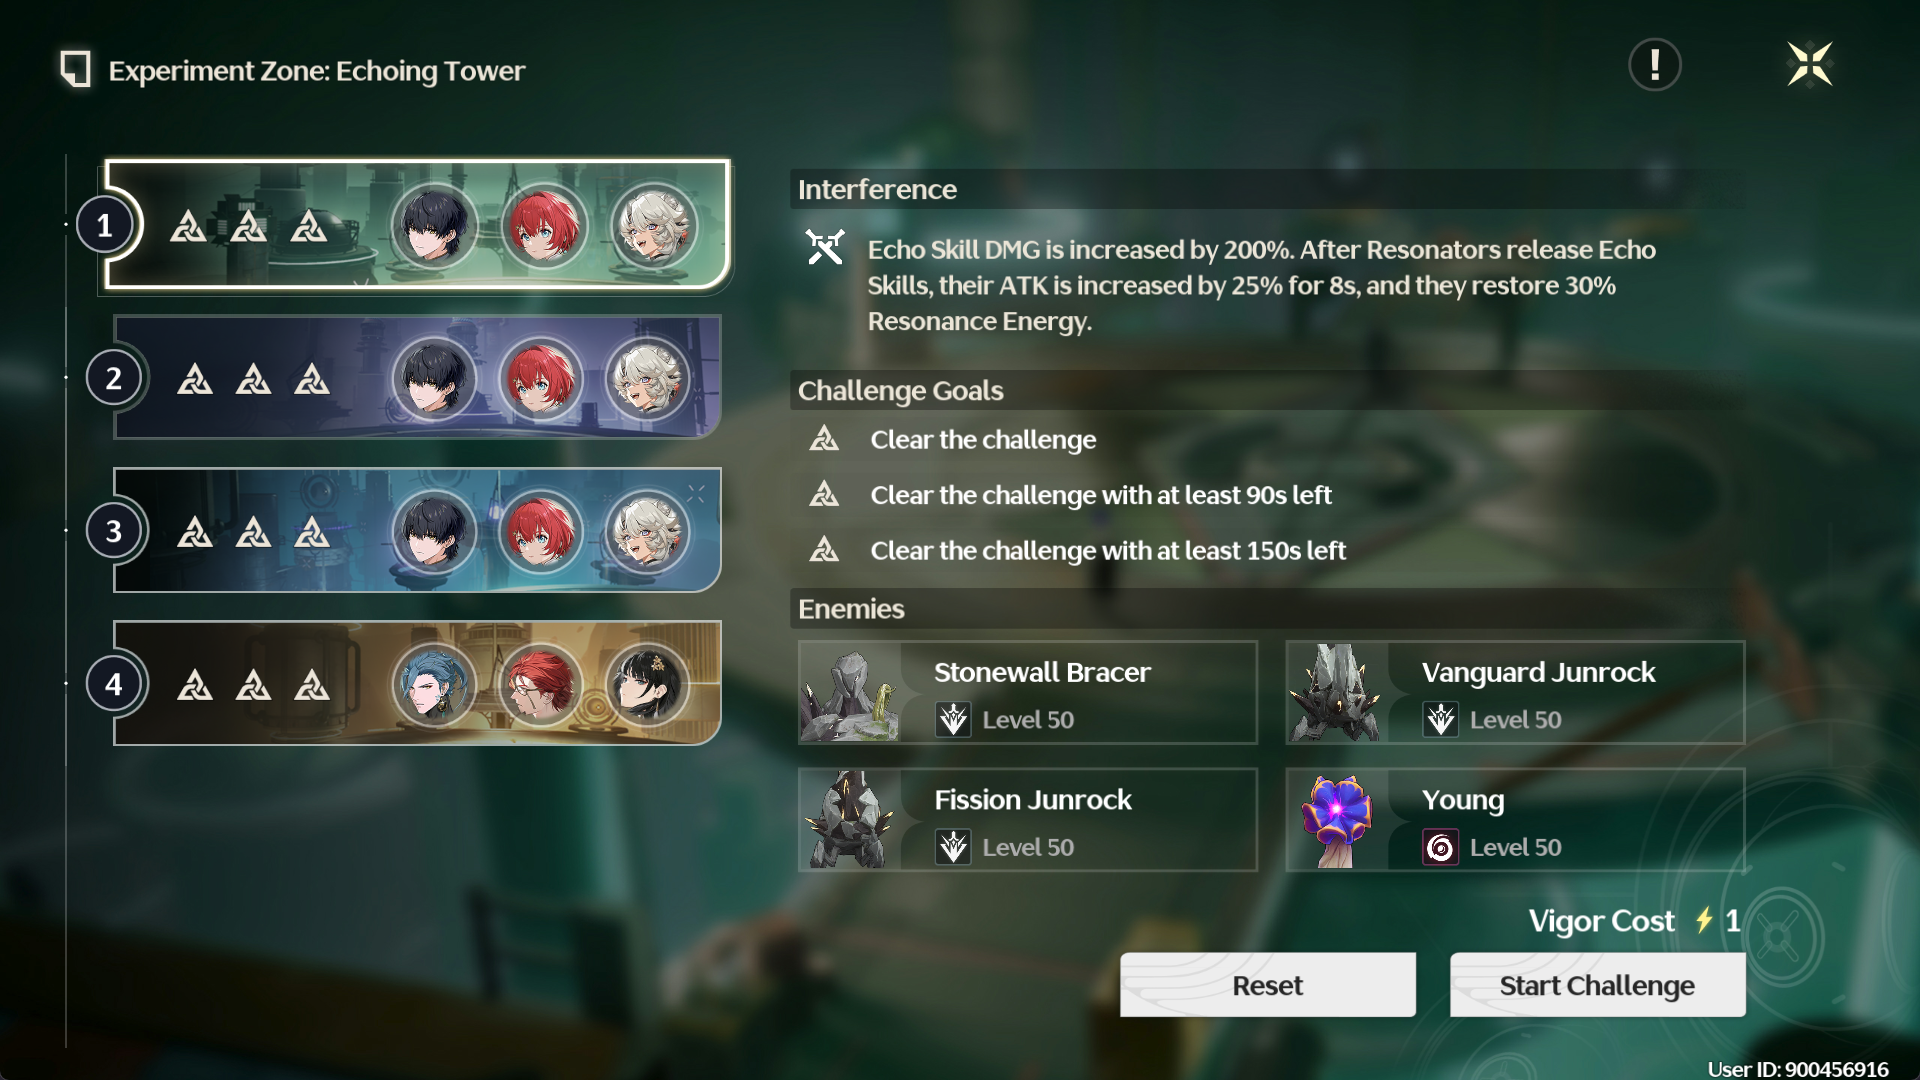 Experiment Zone: Echoing Tower
1
2
3
4
Interference
Echo Skill DMG is increased by 200%. After Resonators release Echo
Skills, their ATK is increased by 25% for 8s, and they restore 30%
Resonance Energy.
Challenge Goals
Clear the challenge
Clear the challenge with at least 90s left
Clear the challenge with at least 150s left
Enemies
Stonewall Bracer
Level 50
Vanguard Junrock
Level 50
Fission Junrock
Level 50
Young
Level 50
Vigor Cost 1
Reset
Start Challenge
User ID: 900456916